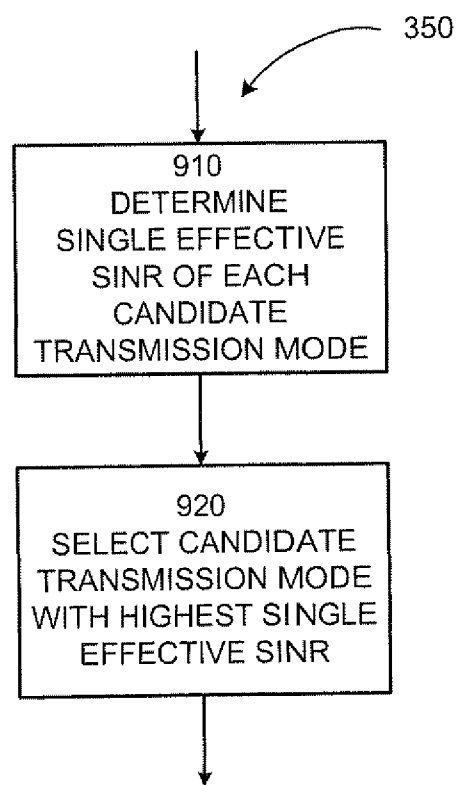 350
910
DETERMINE
SINGLE EFFECTIVE
SINR OF EACH
CANDIDATE
TRANSMISSION MODE
920
SELECT CANDIDATE
TRANSMISSION MODE
WITH HIGHEST SINGLE
EFFECTIVE SINR